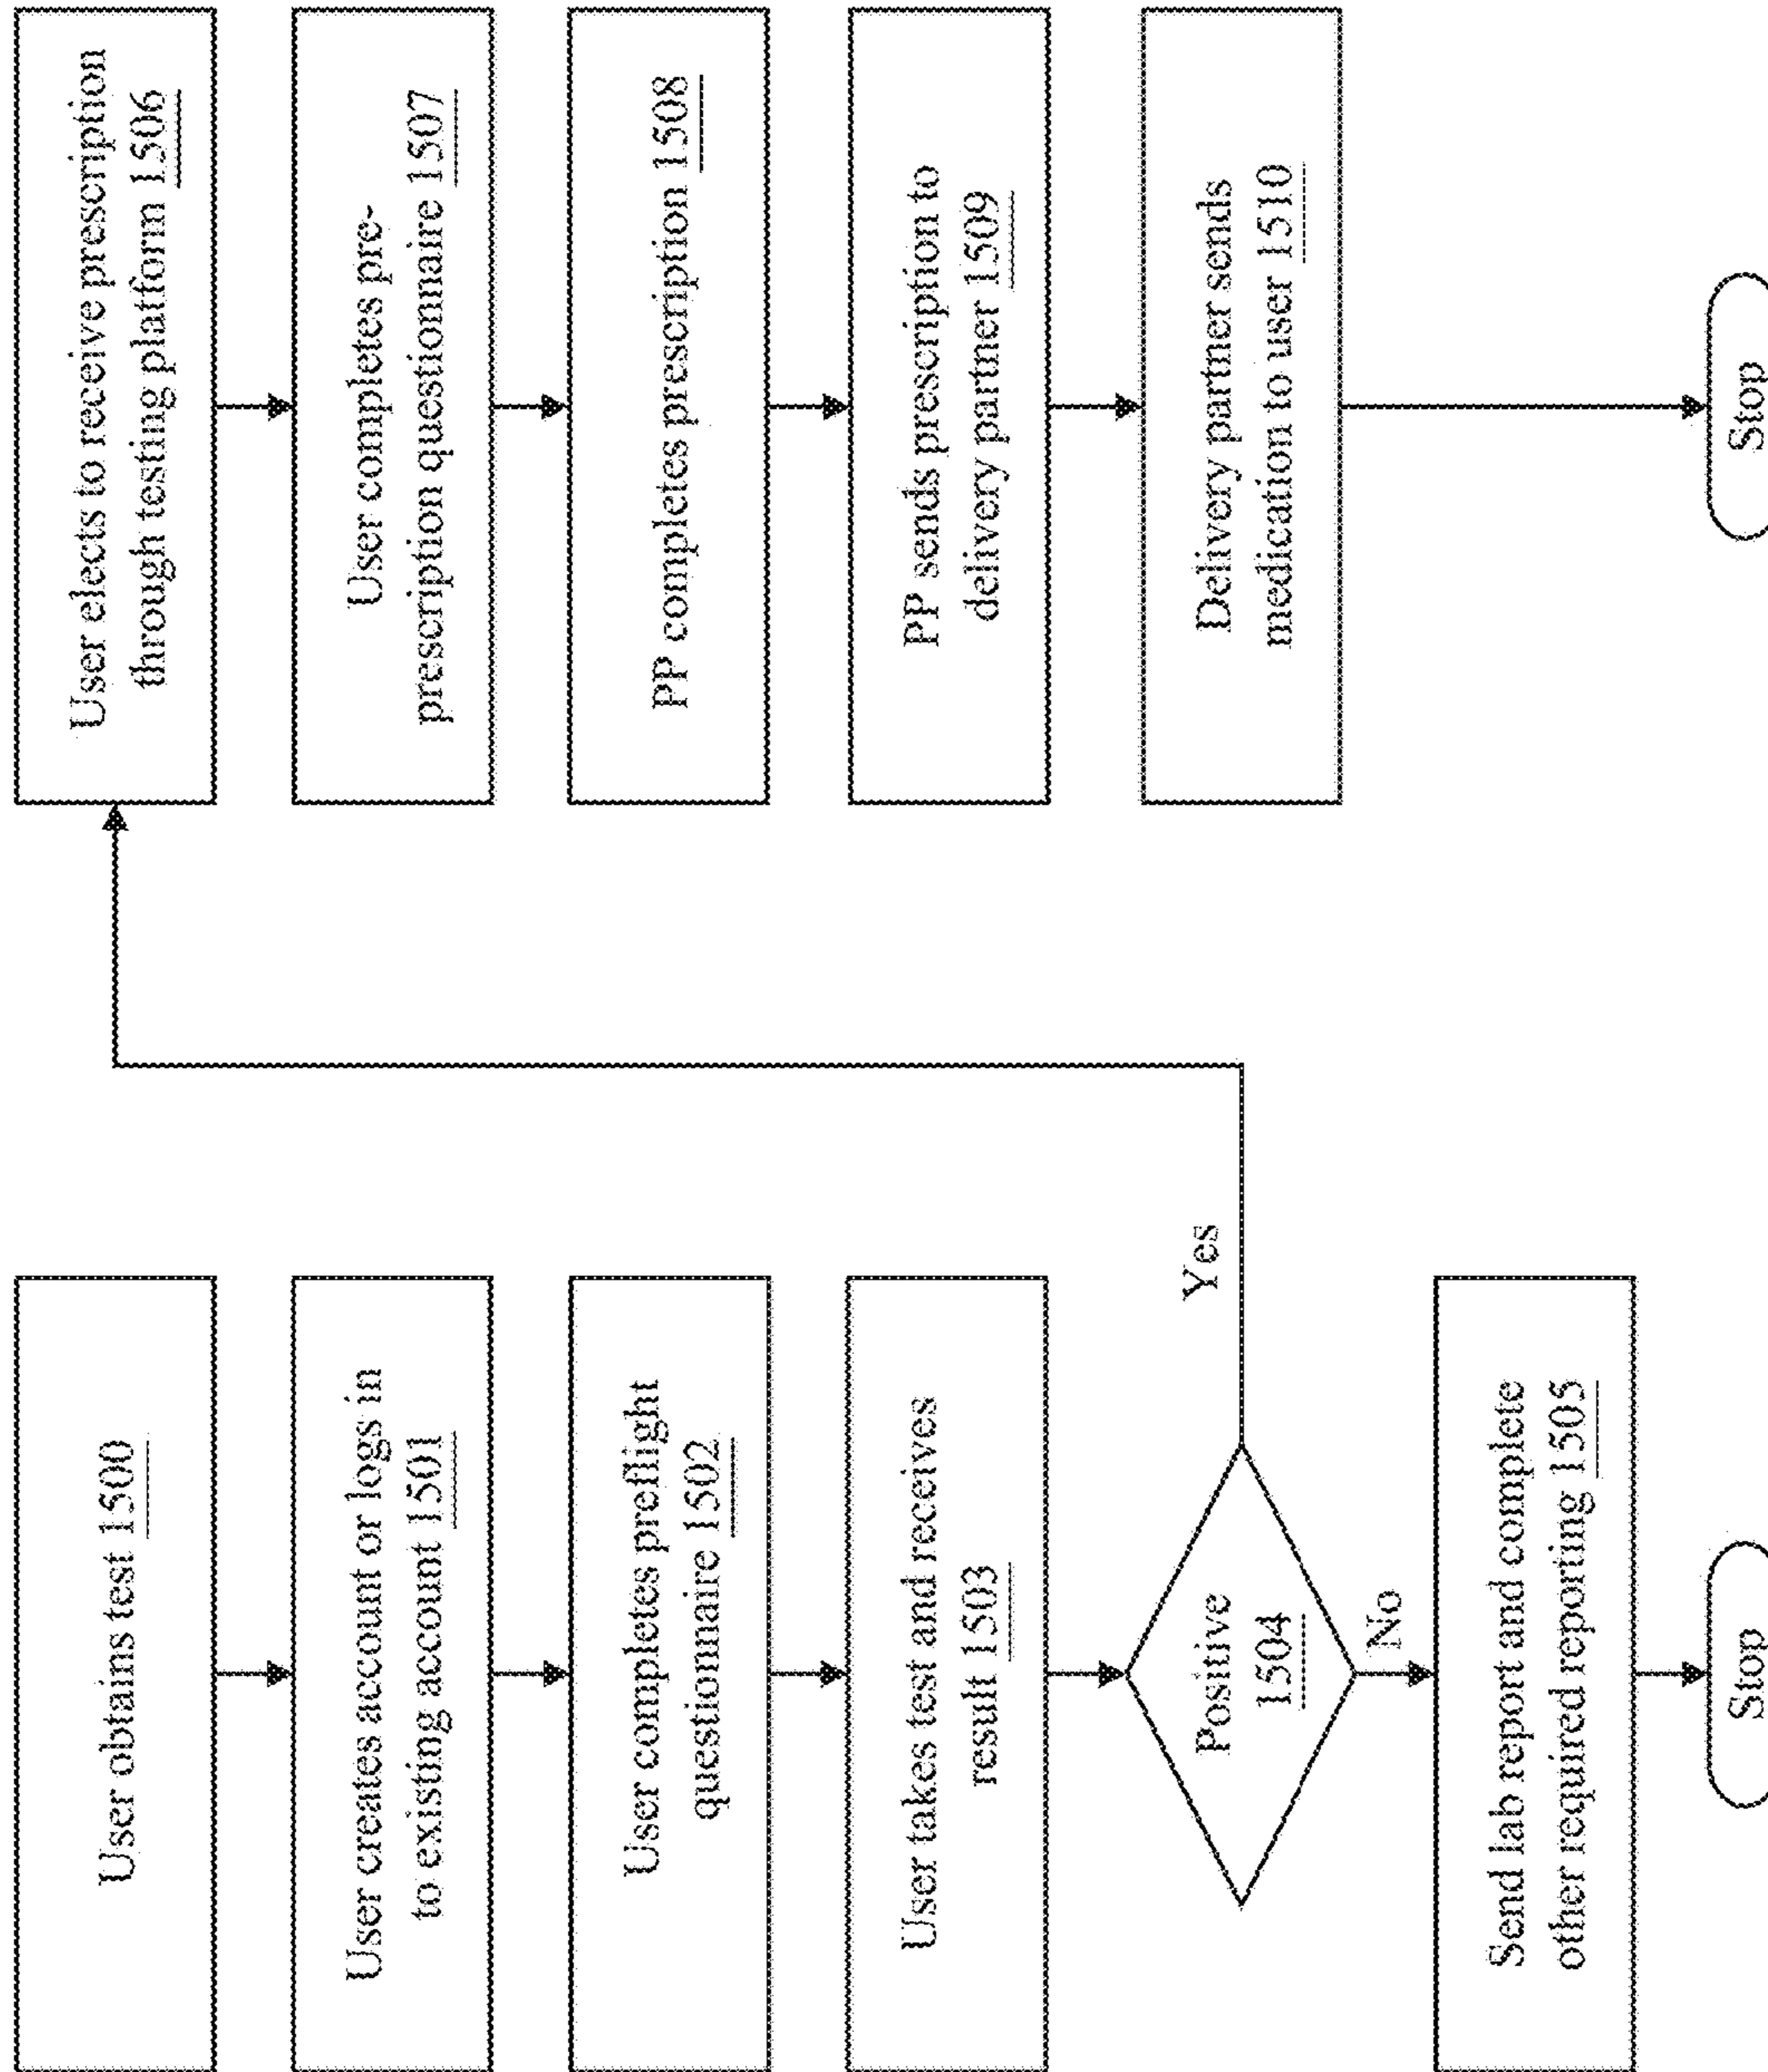 User obtains test 1500
User creates account or logs in
to existing account 1501
User completes preflight
questionnaire 1502
User takes test and receives
result 1503
Positive
1504
Yes
No
Send lab report and complete
other required reporting 1505
Stop
User elects to receive prescription
through testing platform 1506
User completes pre-
prescription questionnaire 1507
PP completes prescription 1508
PP sends prescription to
delivery partner 1509
Delivery partner sends
medication to user 1510
Stop